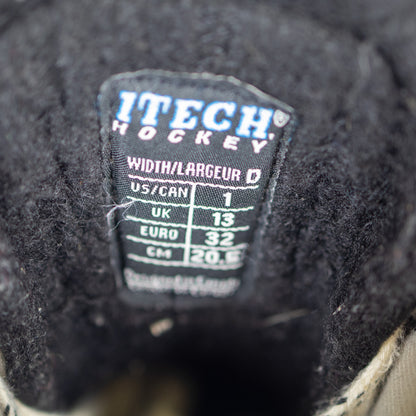 ITECH
HOCKEY
WIDTH/LARGEUR D
US/CAN 1
UK 13
EURO 32
CM 20.5